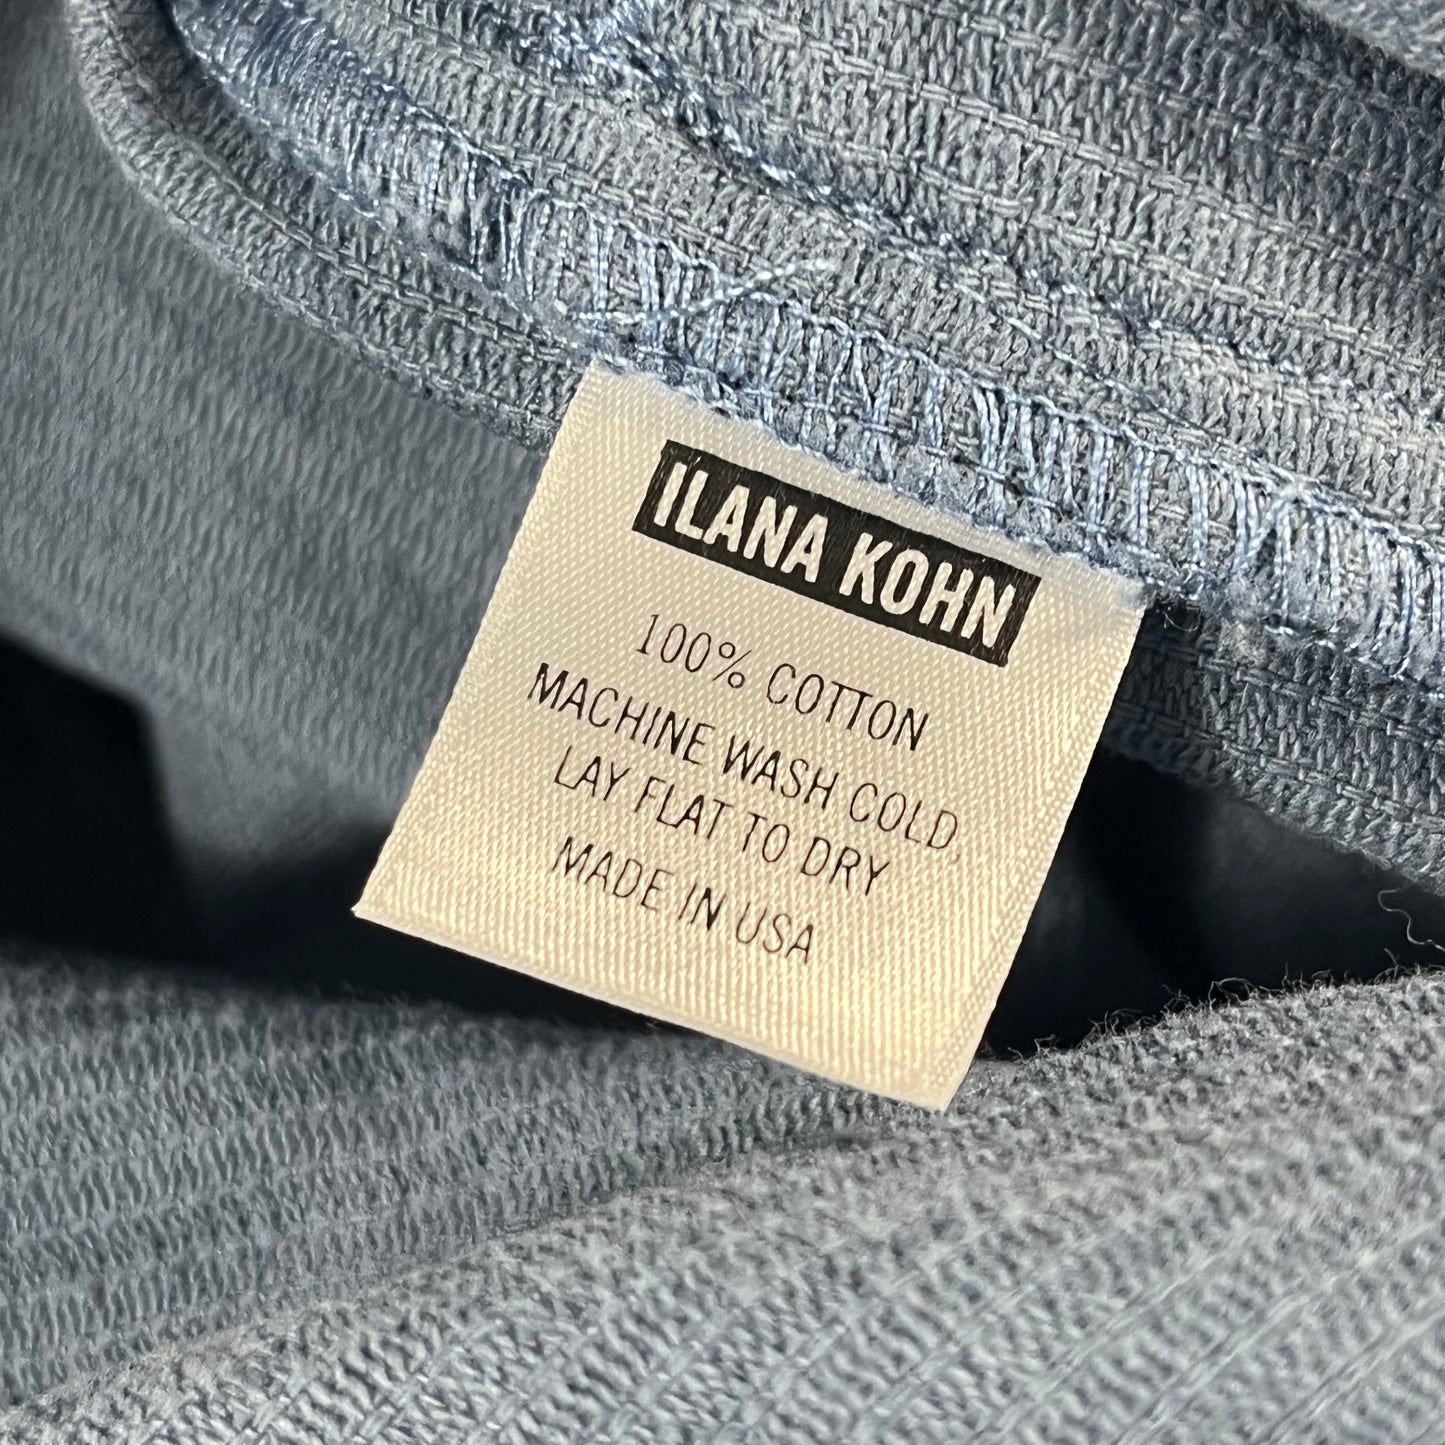 ILANA KOHN
100% COTTON
MACHINE WASH COLD
LAY FLAT TO DRY
MADE IN USA